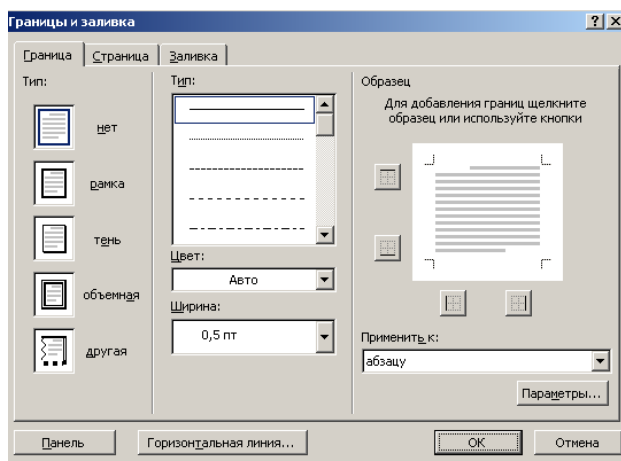 Границы и заливка
Граница
Страница
Заливка
Тип:
нет
рамка
тень
объемная
другая
Тип:
Цвет:
Авто
Ширина:
0,5 пт
Образец
Для добавления границ щелкните
образец или используйте кнопки
Применить к:
абзацу
Параметры...
Панель
Горизонтальная линия...
ОК
Отмена